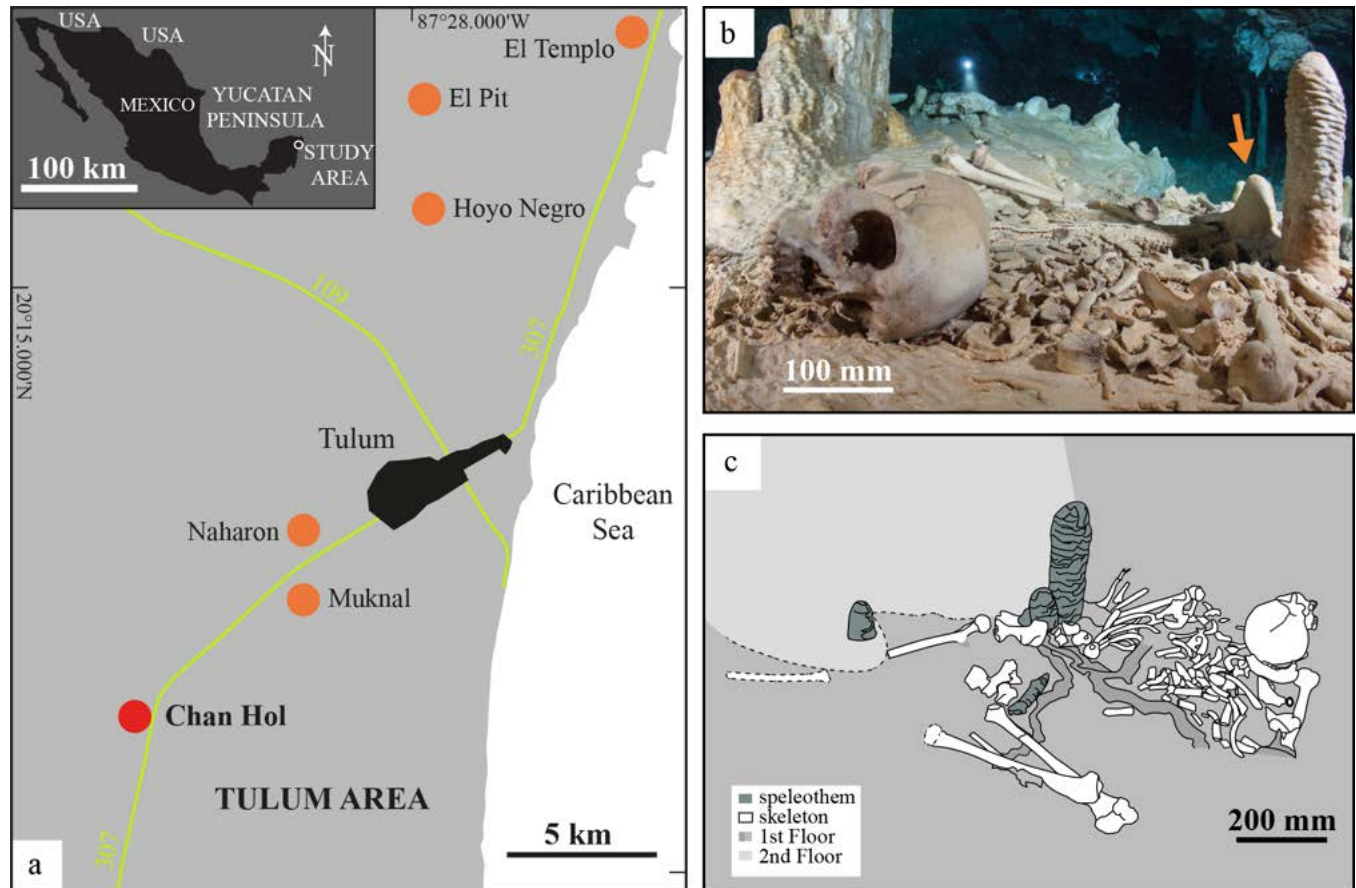 USA
USA
N
MEXICO
YUCATAN
PENINSULA
STUDY
AREA
100 km
87°28.000'W
El Templo
El Pit
Hoyo Negro
20°15.000'N
109
307
Tulum
Caribbean
Sea
Naharon
Muknal
Chan Hol
TULUM AREA
307
5 km
a
b
100 mm
c
speleothem
skeleton
1st Floor
2nd Floor
200 mm